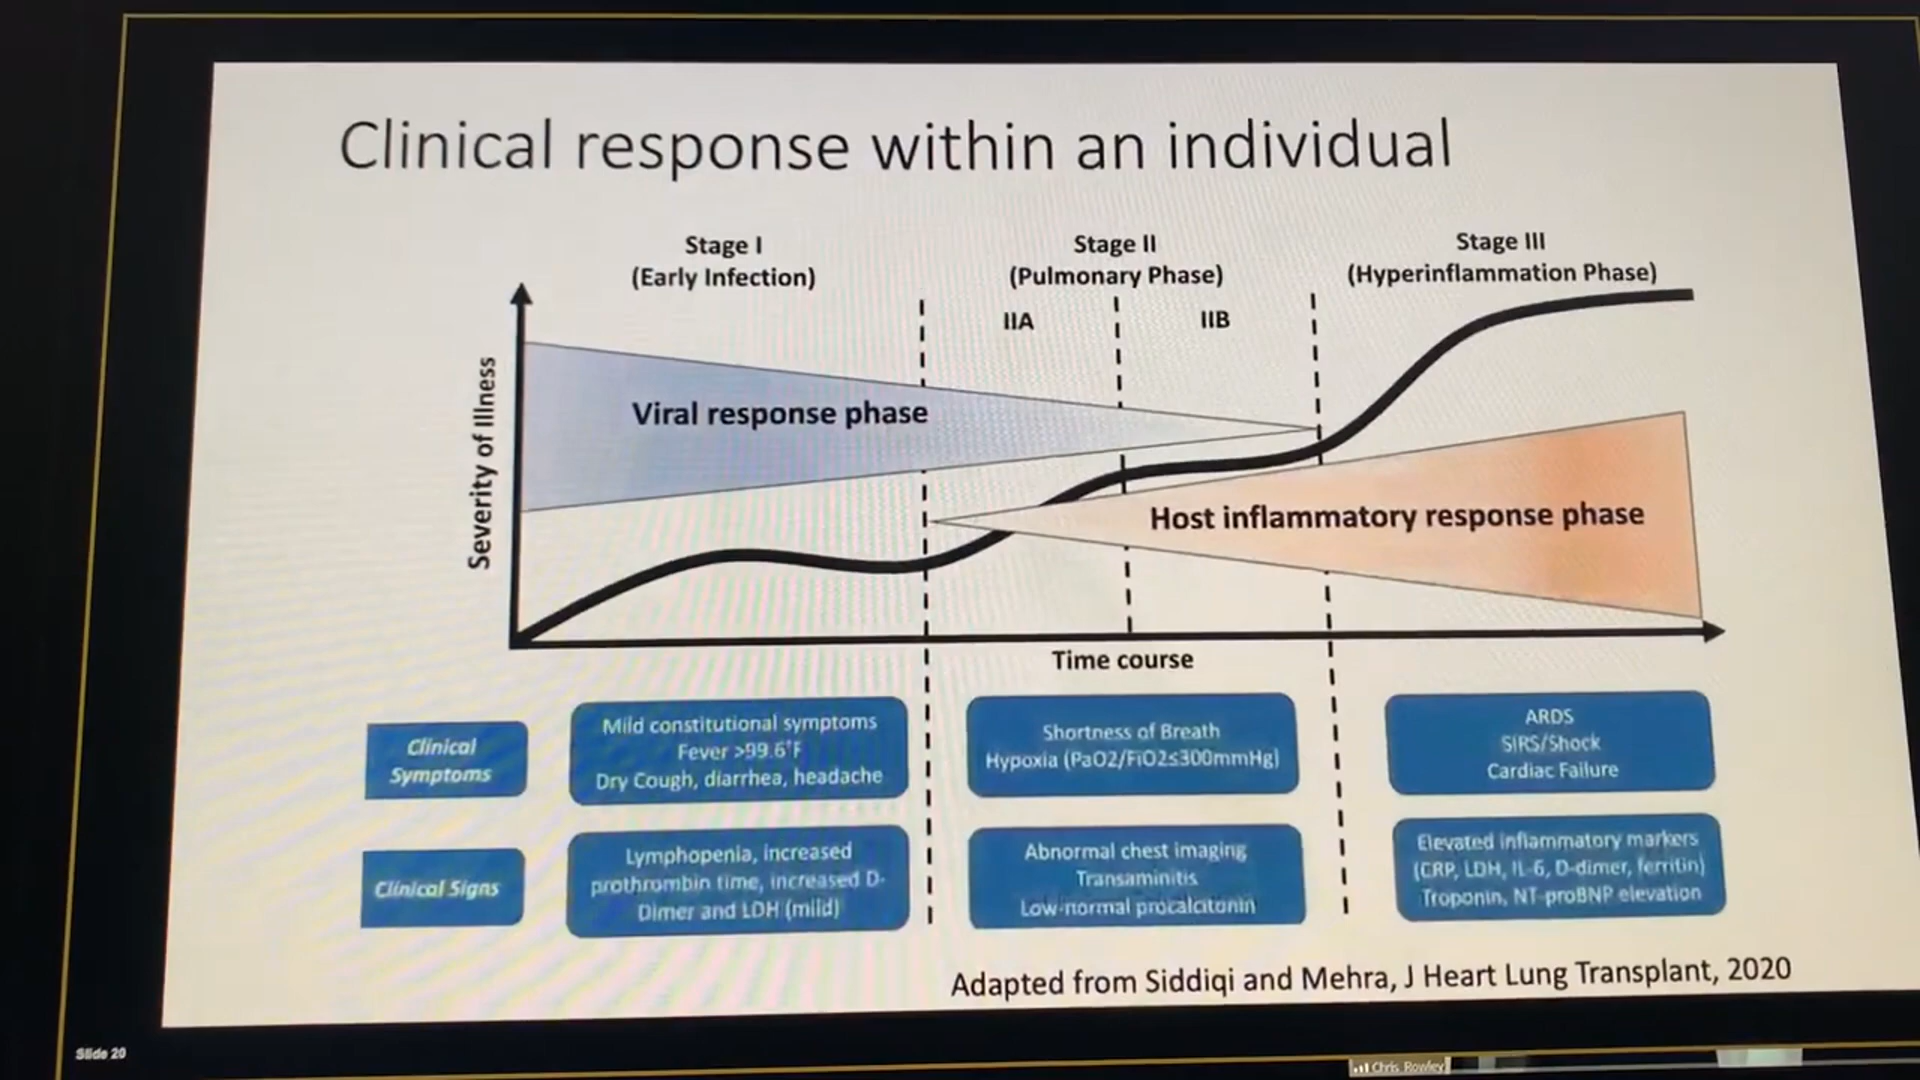 Clinical response within an individual
Stage I
(Early Infection)
Stage II
(Pulmonary Phase)
IIA
IIB
Stage III
(Hyperinflammation Phase)
Severity of Illness
Viral response phase
Host inflammatory response phase
Time course
Clinical
Symptoms
Mild constitutional symptoms
Fever >99.6°F
Dry Cough, diarrhea, headache
Shortness of Breath
Hypoxia (PaO2/FiO2≤300mmHg)
ARDS
SIRS/Shock
Cardiac Failure
Clinical Signs
Lymphopenia, increased
prothrombin time, increased D-
Dimer and LDH (mild)
Abnormal chest imaging
Transaminitis
Low-normal procalcitonin
Elevated inflammatory markers
(CRP, LDH, IL-6, D-dimer, ferritin)
Troponin, NT-proBNP elevation
Adapted from Siddiqi and Mehra, J Heart Lung Transplant, 2020
Slide 20
Chris Rowley